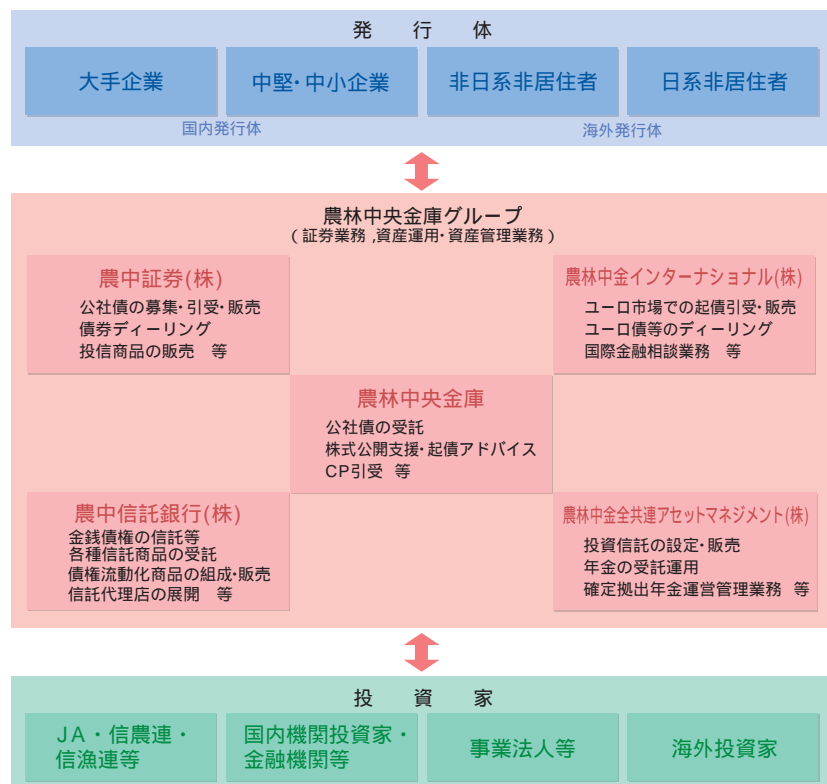 発行体
大手企業
中堅・中小企業
非日系非居住者
日系非居住者
国内発行体
海外発行体
農林中央金庫グループ
(証券業務,資産運用・資産管理業務)
農中証券(株)
公社債の募集・引受・販売
債券ディーリング
投信商品の販売 等
農林中金インターナショナル(株)
ユーロ市場での起債引受・販売
ユーロ債等のディーリング
国際金融相談業務 等
農林中央金庫
公社債の受託
株式公開支援・起債アドバイス
CP引受 等
農中信託銀行(株)
金銭債権の信託等
各種信託商品の受託
債権流動化商品の組成・販売
信託代理店の展開 等
農林中金全共連アセットマネジメント(株)
投資信託の設定・販売
年金の受託運用
確定拠出年金運営管理業務 等
投資家
JA・信農連・
信漁連等
国内機関投資家・
金融機関等
事業法人等
海外投資家